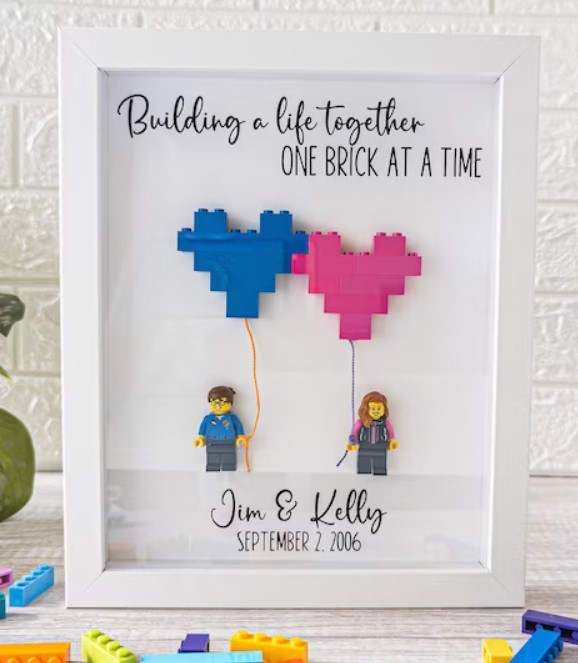 Building a life together
ONE BRICK AT A TIME
Jim & Kelly
SEPTEMBER 2, 2006